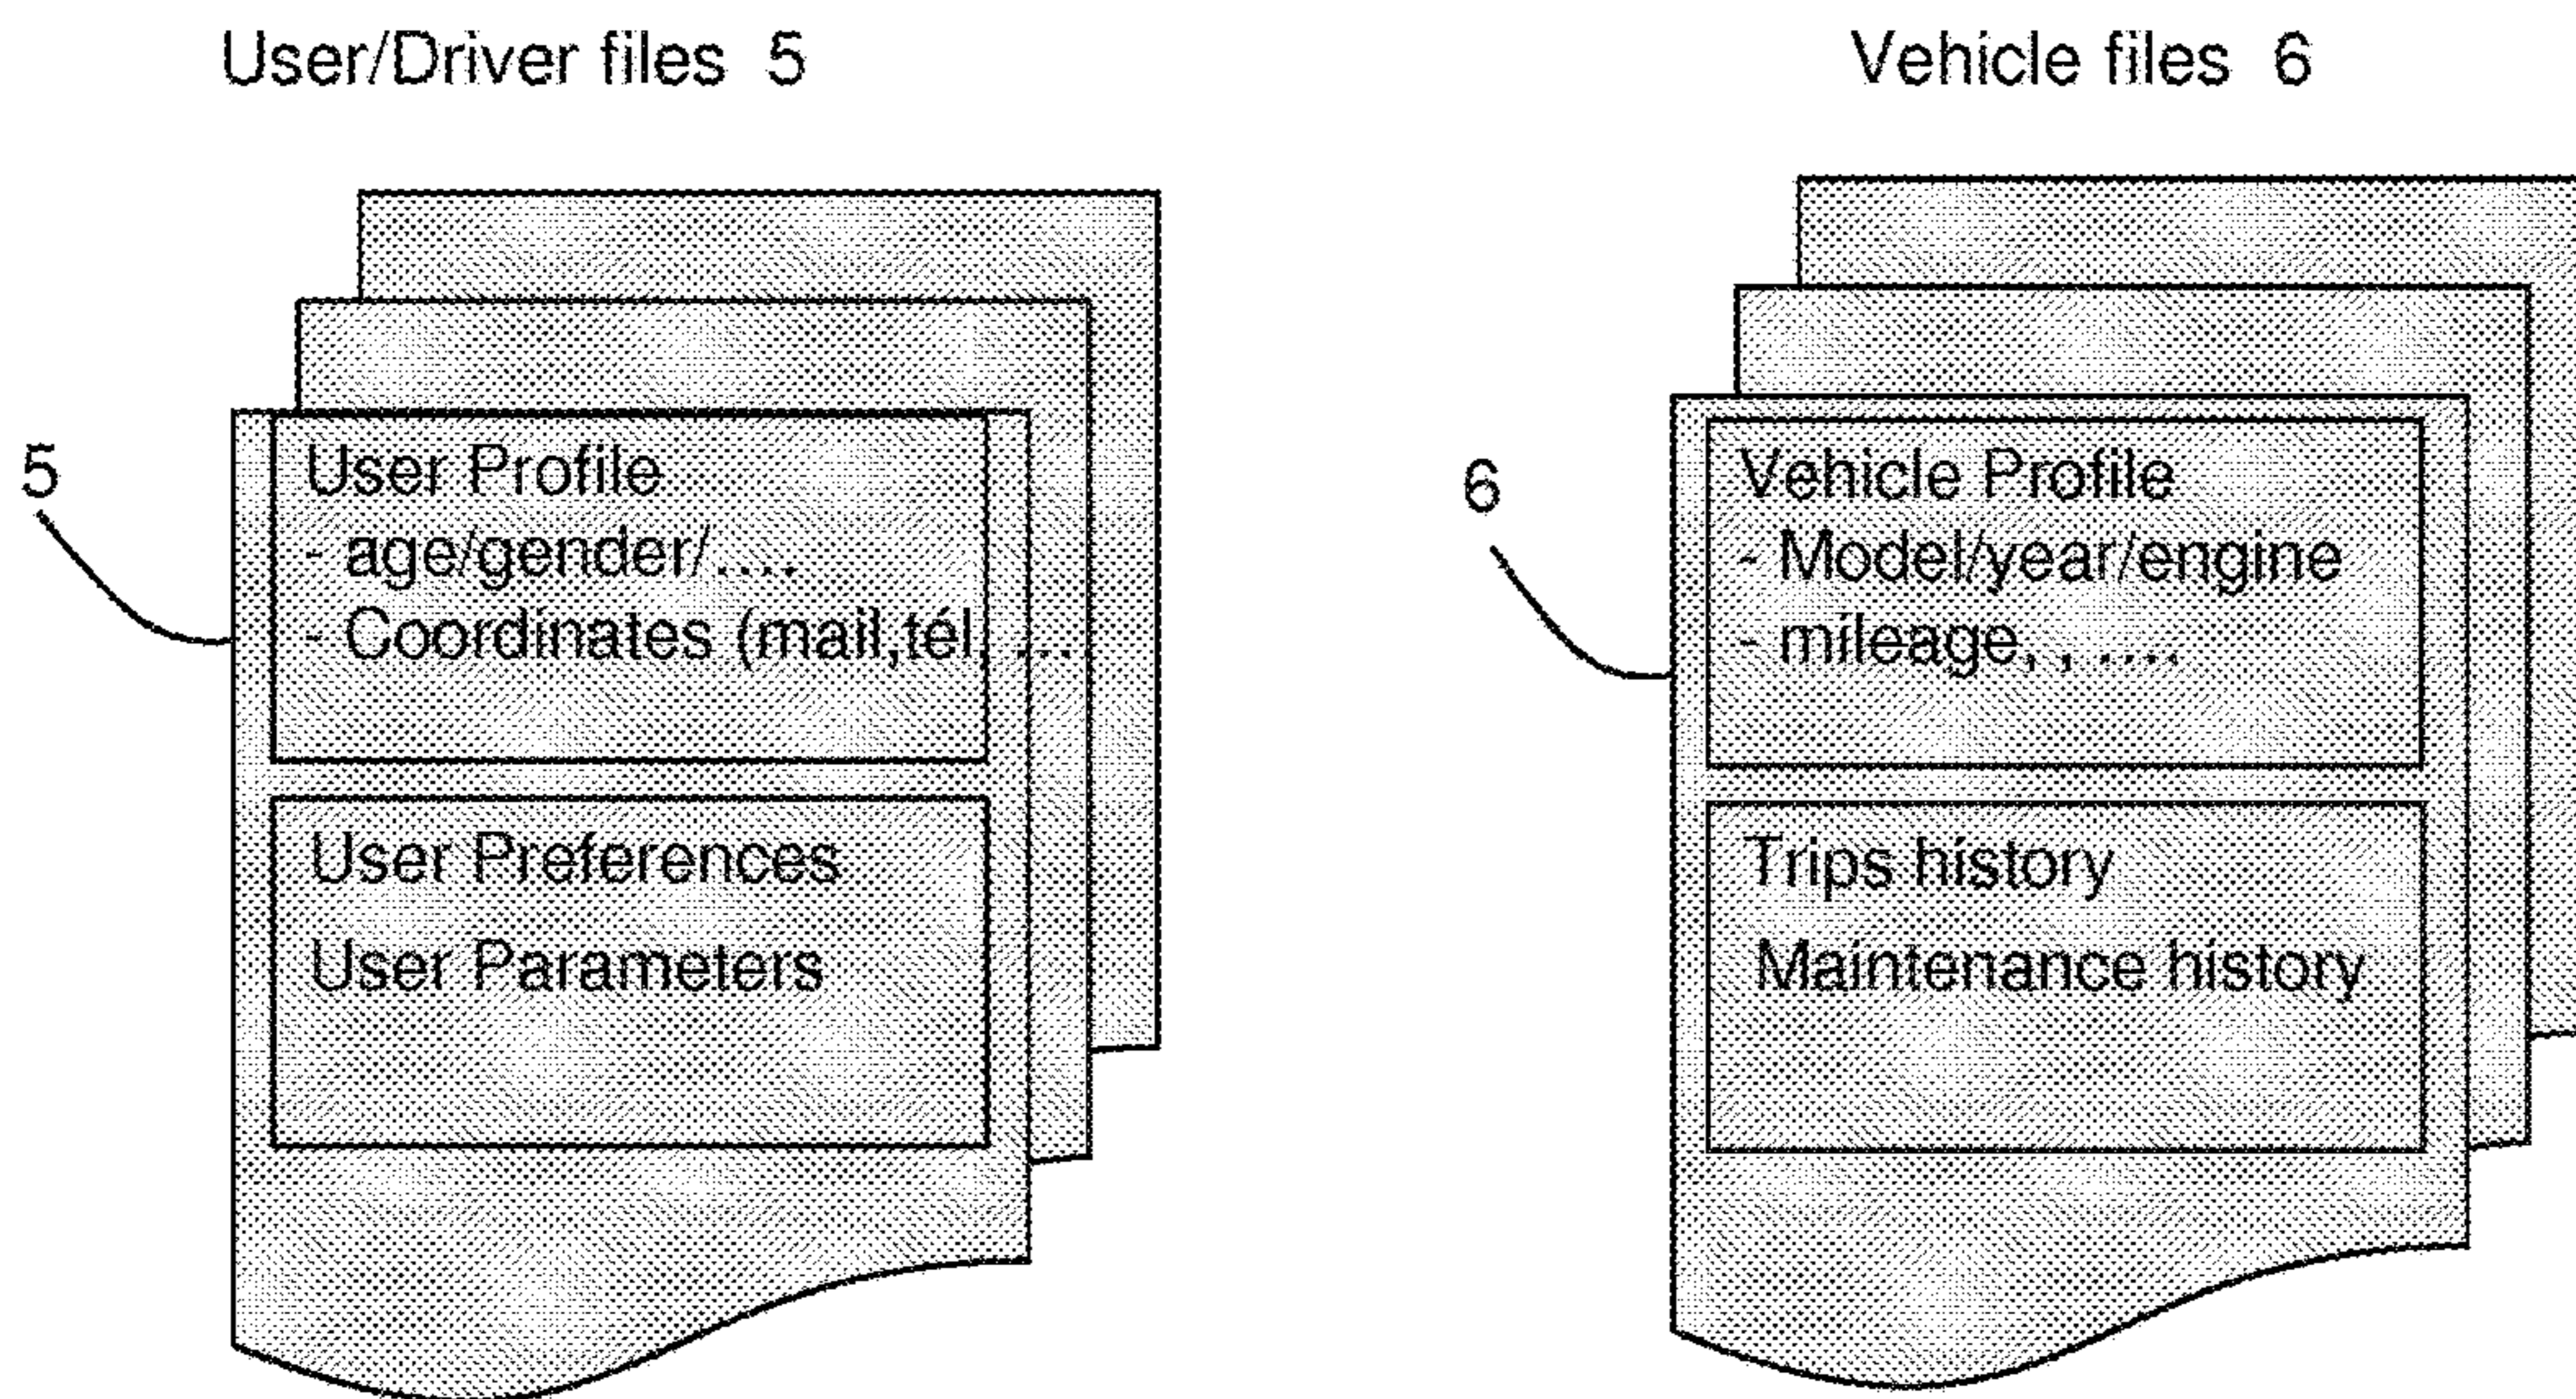 User/Driver files 5
Vehicle files 6
5
User Profile
- age/gender/....
- Coordinates (mail,tél, ...
User Preferences
User Parameters
6
Vehicle Profile
- Model/year/engine
- mileage, , ....
Trips history
Maintenance history